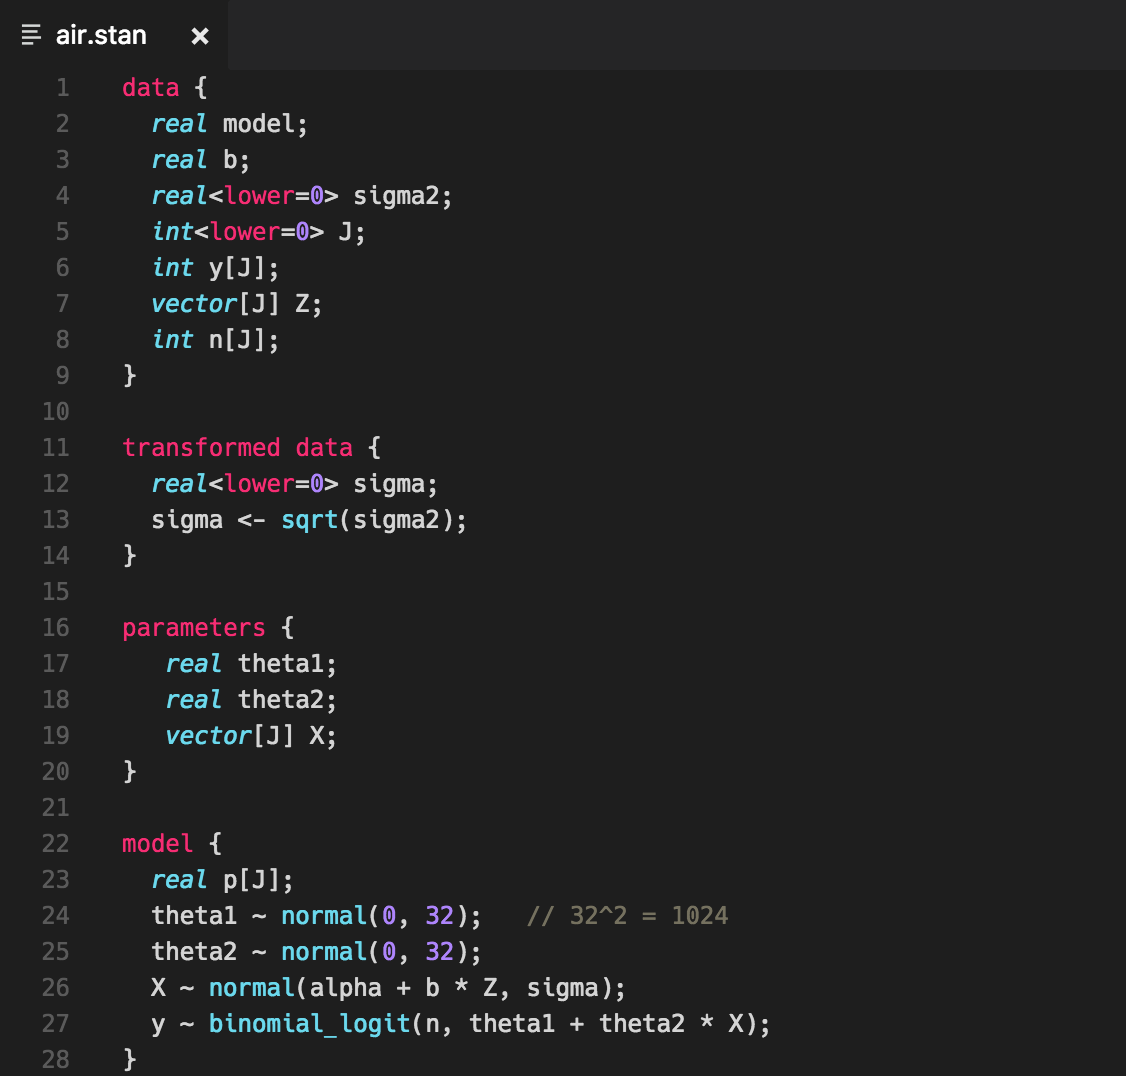 air.stan ×
1 data {
2   real model;
3   real b;
4   real<lower=0> sigma2;
5   int<lower=0> J;
6   int y[J];
7   vector[J] Z;
8   int n[J];
9 }
10
11 transformed data {
12   real<lower=0> sigma;
13   sigma <- sqrt(sigma2);
14 }
15
16 parameters {
17    real theta1;
18    real theta2;
19    vector[J] X;
20 }
21
22 model {
23   real p[J];
24   theta1 ~ normal(0, 32);   // 32^2 = 1024
25   theta2 ~ normal(0, 32);
26   X ~ normal(alpha + b * Z, sigma);
27   y ~ binomial_logit(n, theta1 + theta2 * X);
28 }